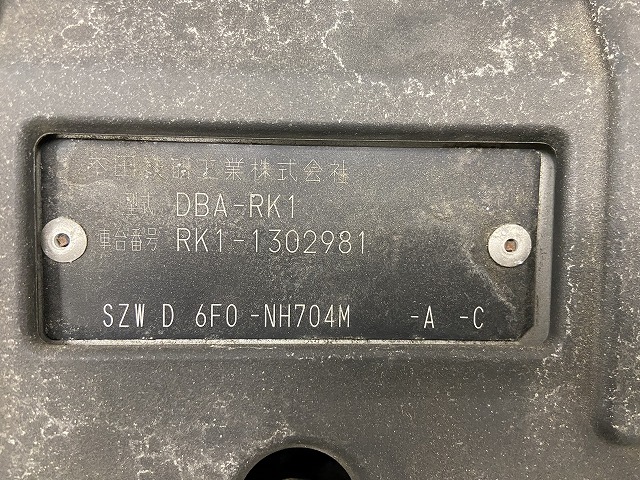 本田技研工業株式会社
型式 DBA-RK1
車台番号 RK1-1302981
SZW D 6F0 -NH704M -A -C